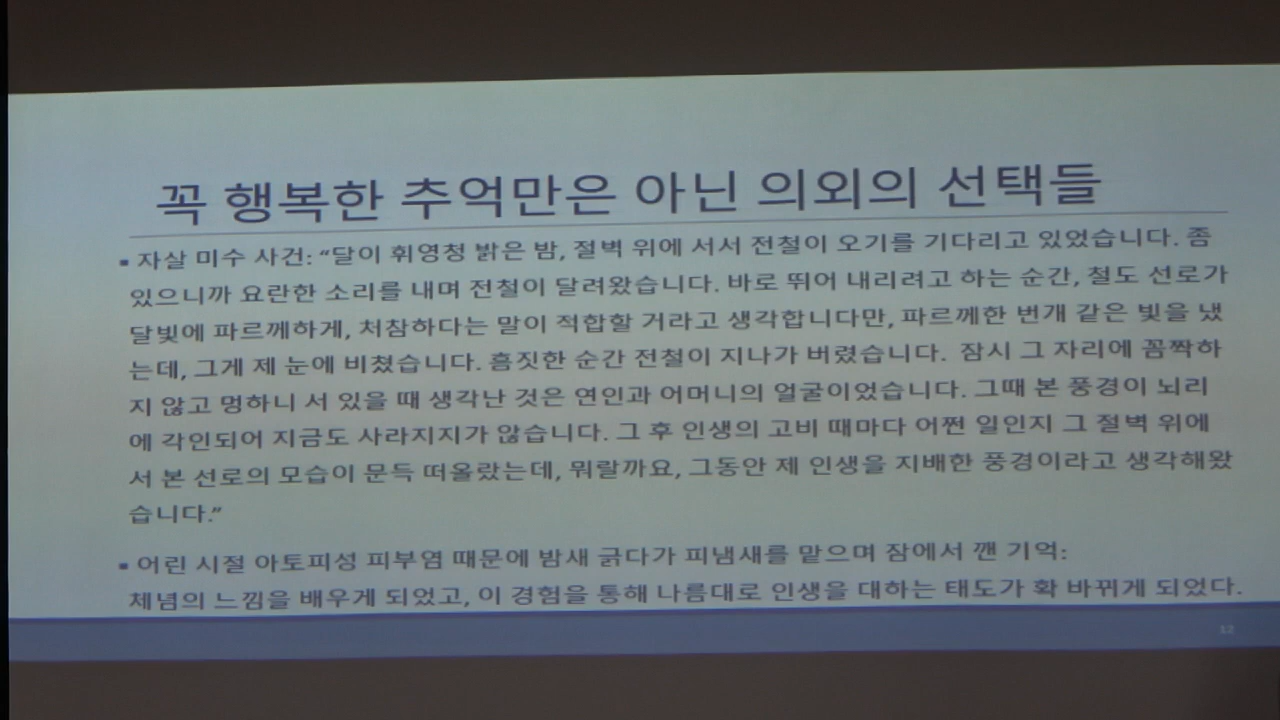 꼭 행복한 추억만은 아닌 의외의 선택들
▪ 자살 미수 사건: “달이 휘영청 밝은 밤, 절벽 위에 서서 전철이 오기를 기다리고 있었습니다. 좀
있으니까 요란한 소리를 내며 전철이 달려왔습니다. 바로 뛰어 내리려고 하는 순간, 철도 선로가
달빛에 파르께하게, 처참하다는 말이 적합할 거라고 생각합니다만, 파르께한 번개 같은 빛을 냈
는데, 그게 제 눈에 비쳤습니다. 흠짓한 순간 전철이 지나가 버렸습니다. 잠시 그 자리에 꼼짝하
지 않고 멍하니 서 있을 때 생각난 것은 연인과 어머니의 얼굴이었습니다. 그때 본 풍경이 뇌리
에 각인되어 지금도 사라지지가 않습니다. 그 후 인생의 고비 때마다 어쩐 일인지 그 절벽 위에
서 본 선로의 모습이 문득 떠올랐는데, 뭐랄까요, 그동안 제 인생을 지배한 풍경이라고 생각해왔
습니다.”
▪ 어린 시절 아토피성 피부염 때문에 밤새 긁다가 피냄새를 맡으며 잠에서 깬 기억:
체념의 느낌을 배우게 되었고, 이 경험을 통해 나름대로 인생을 대하는 태도가 확 바뀌게 되었다.
12